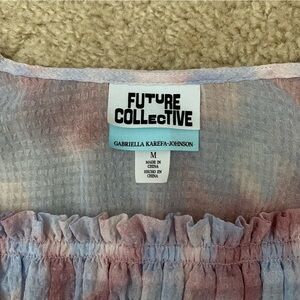 FUTURE
COLLECTIVE
GABRIELLA KAREFA-JOHNSON
M
MADE IN
CHINA
HECHO EN
CHINA